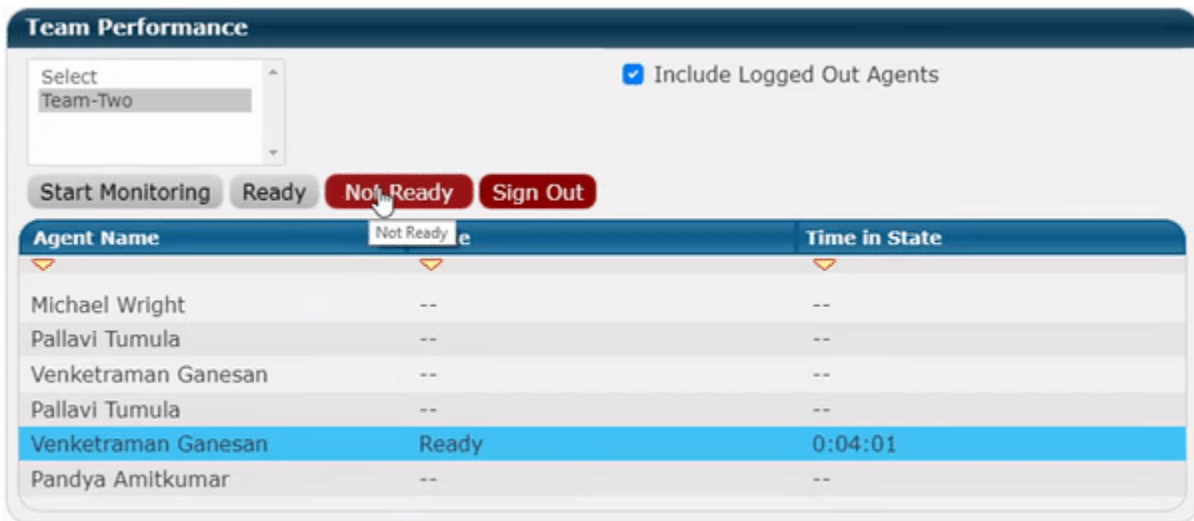 Team Performance
Select
Team-Two
Include Logged Out Agents
Start Monitoring Ready Not Ready Sign Out
Not Ready
Agent Name Time in State
Michael Wright -- --
Pallavi Tumula -- --
Venketraman Ganesan -- --
Pallavi Tumula -- --
Venketraman Ganesan Ready 0:04:01
Pandya Amitkumar -- --